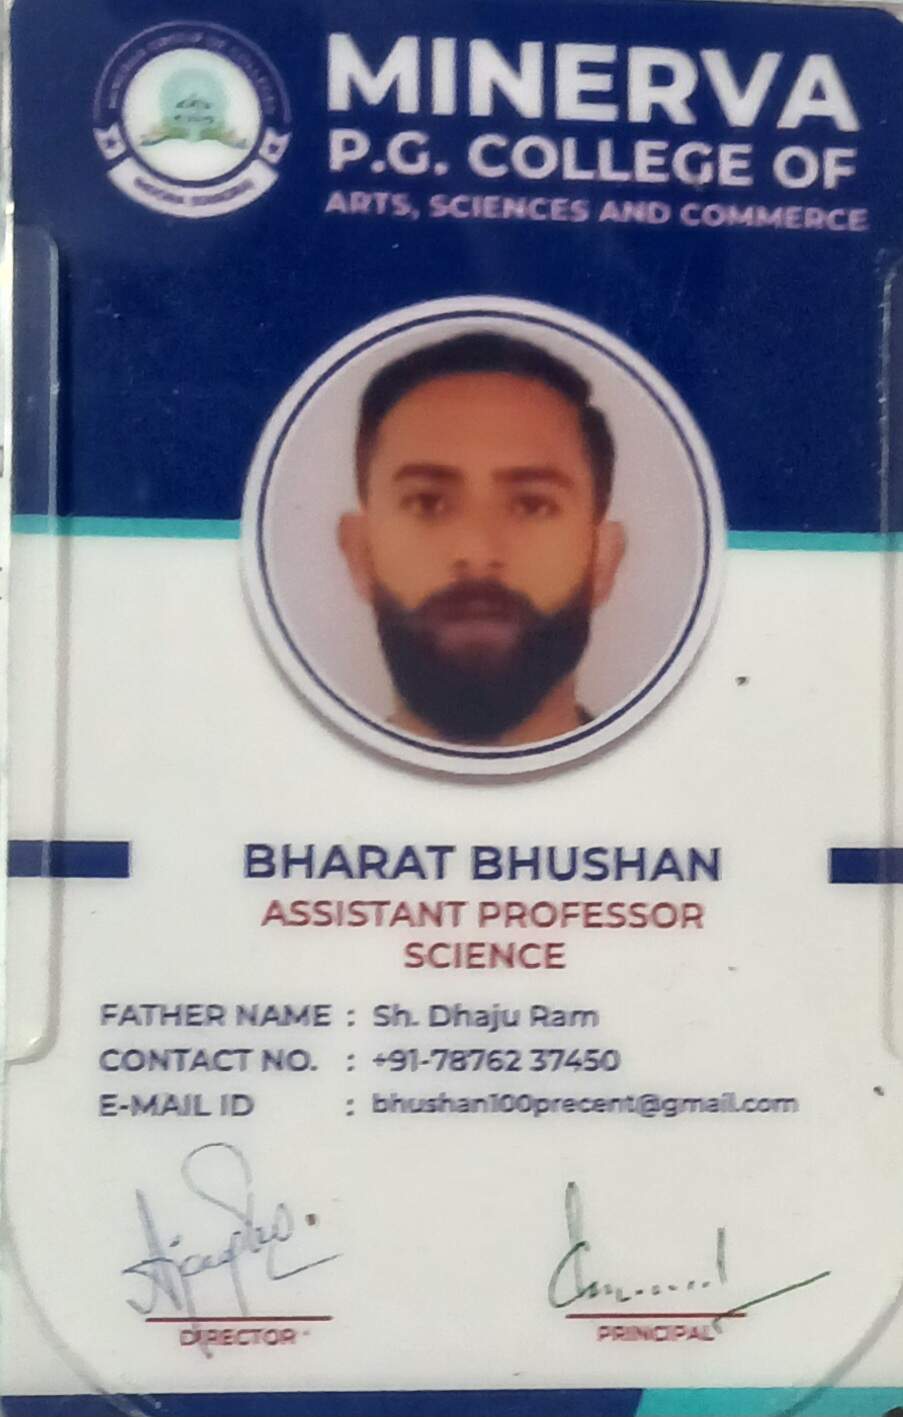 MINERVA
P.G. COLLEGE OF
ARTS, SCIENCES AND COMMERCE
BHARAT BHUSHAN
ASSISTANT PROFESSOR
SCIENCE
FATHER NAME : Sh. Dhaju Ram
CONTACT NO. : +91-78762 37450
E-MAIL ID : bhushan100precent@gmail.com
DIRECTOR
PRINCIPAL